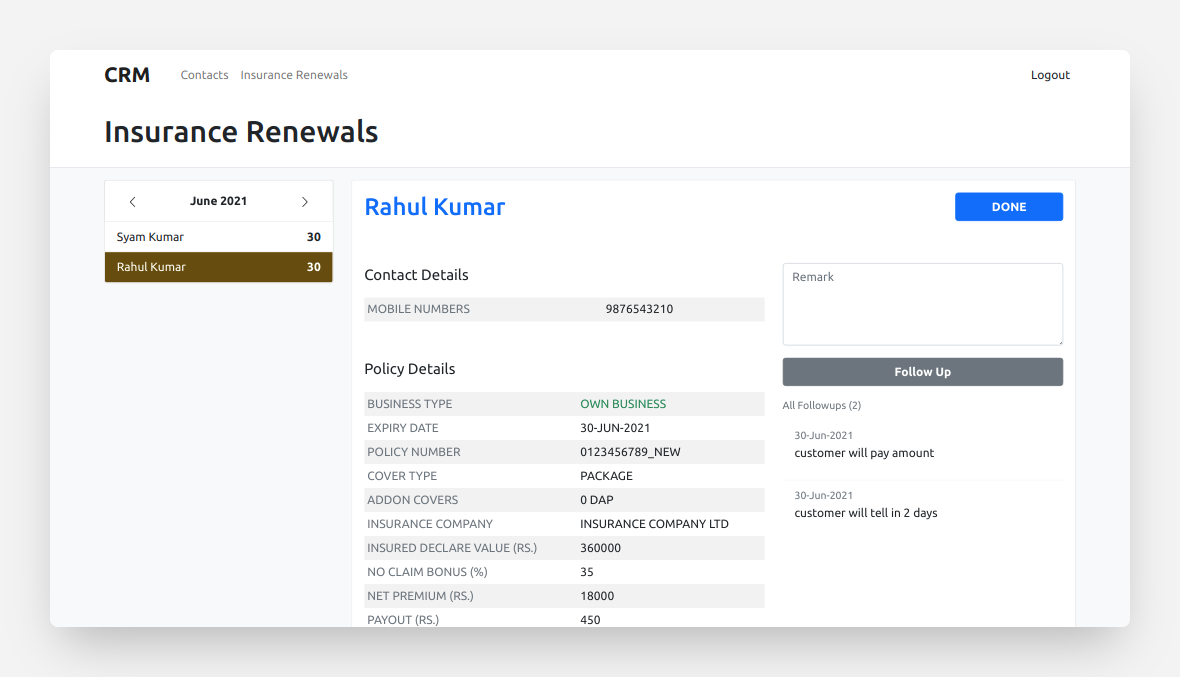 CRM Contacts Insurance Renewals Logout
Insurance Renewals
June 2021
Syam Kumar 30
Rahul Kumar 30
Rahul Kumar DONE
Contact Details
MOBILE NUMBERS 9876543210
Policy Details
BUSINESS TYPE OWN BUSINESS
EXPIRY DATE 30-JUN-2021
POLICY NUMBER 0123456789_NEW
COVER TYPE PACKAGE
ADDON COVERS 0 DAP
INSURANCE COMPANY INSURANCE COMPANY LTD
INSURED DECLARE VALUE (RS.) 360000
NO CLAIM BONUS (%) 35
NET PREMIUM (RS.) 18000
PAYOUT (RS.) 450
Remark
Follow Up
All Followups (2)
30-Jun-2021
customer will pay amount
30-Jun-2021
customer will tell in 2 days